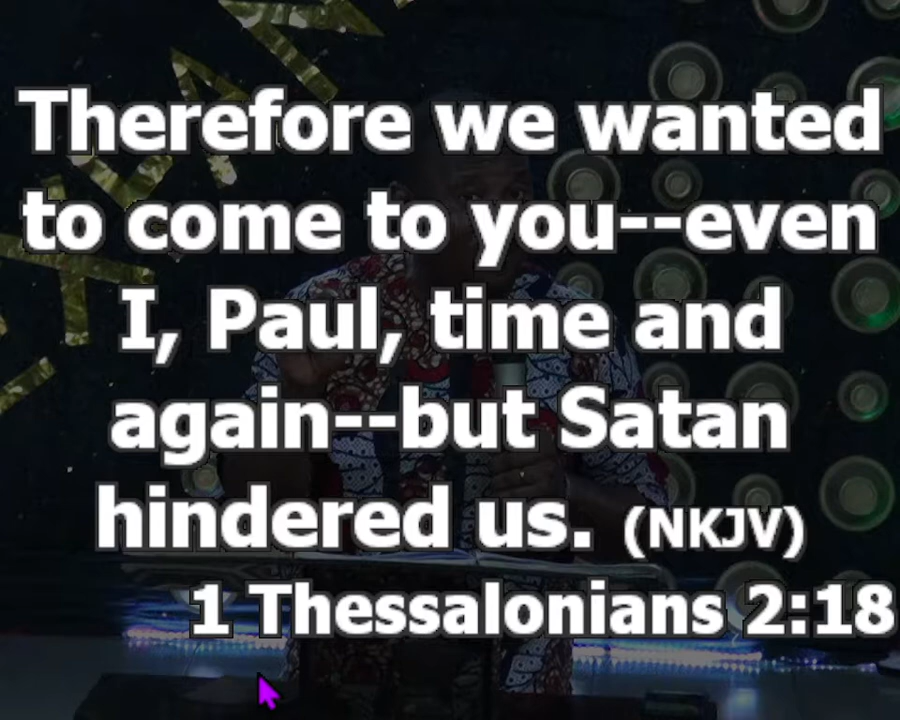 Therefore we wanted
to come to you--even
I, Paul, time and
again--but Satan
hindered us. (NKJV)
1 Thessalonians 2:18